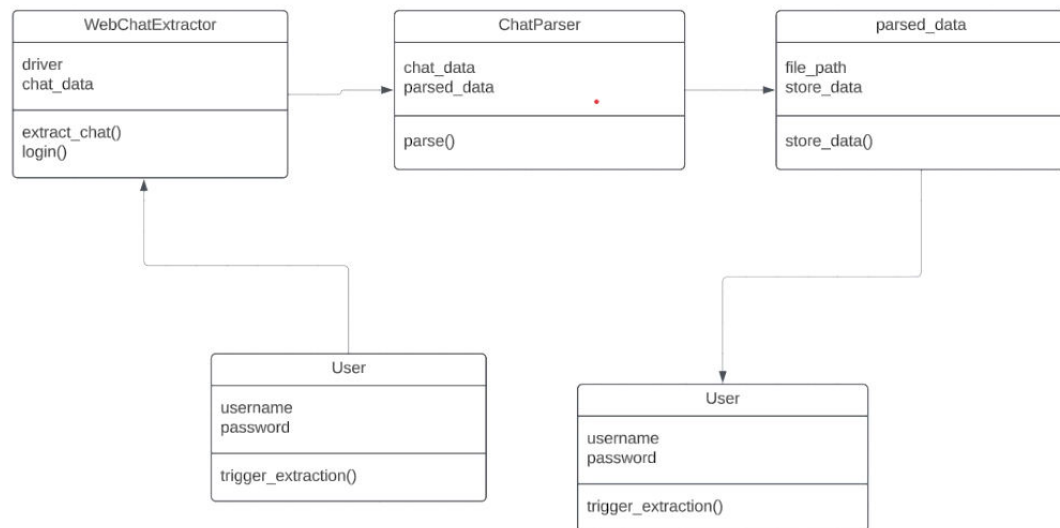 WebChatExtractor
driver
chat_data
extract_chat()
login()
ChatParser
chat_data
parsed_data
parse()
parsed_data
file_path
store_data
store_data()
User
username
password
trigger_extraction()
User
username
password
trigger_extraction()